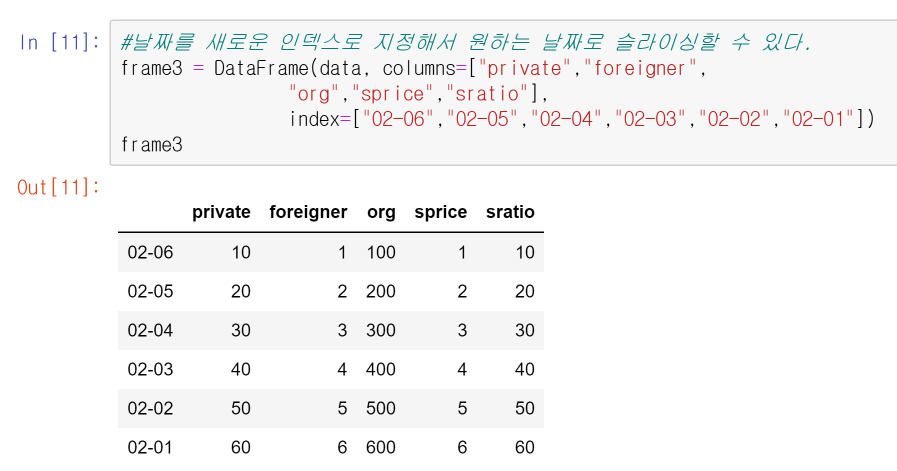 In [11]: #날짜를 새로운 인덱스로 지정해서 원하는 날짜로 슬라이싱할 수 있다.
frame3 = DataFrame(data, columns=["private","foreigner",
"org","sprice","sratio"],
index=["02-06","02-05","02-04","02-03","02-02","02-01"])
frame3
Out[11]:
private foreigner org sprice sratio
02-06 10 1 100 1 10
02-05 20 2 200 2 20
02-04 30 3 300 3 30
02-03 40 4 400 4 40
02-02 50 5 500 5 50
02-01 60 6 600 6 60